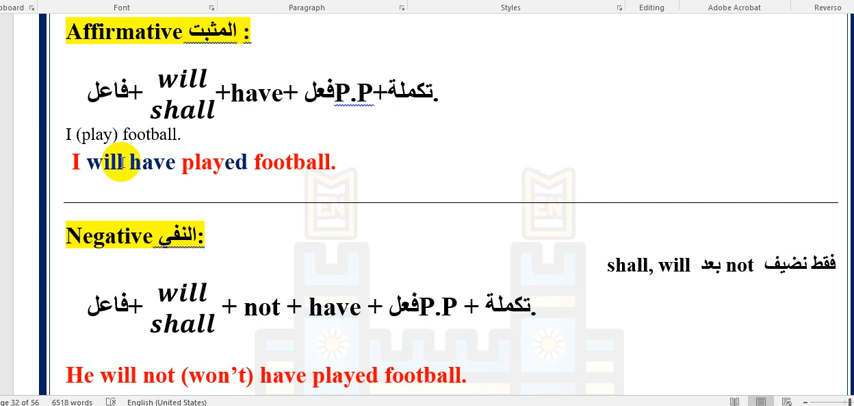 Font Paragraph Styles Editing Adobe Acrobat Reverso
Affirmative المثبت :
فاعل+ will/shall +have+ فعلP.P+تكملة.
I (play) football.
I will have played football.
Negative النفي:
فقط نضيف not بعد shall, will
فاعل+ will/shall + not + have + فعلP.P + تكملة.
He will not (won’t) have played football.
ge 32 of 56 6518 words English (United States)